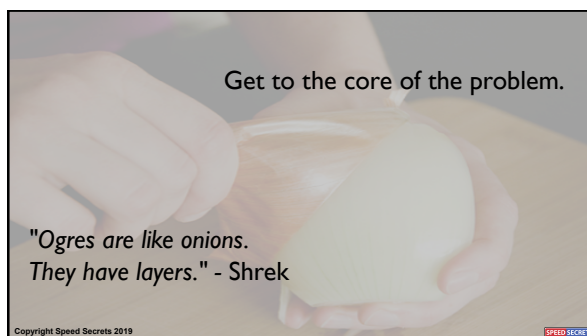 Get to the core of the problem.
"Ogres are like onions.
They have layers." - Shrek
Copyright Speed Secrets 2019
SPEED SECRE